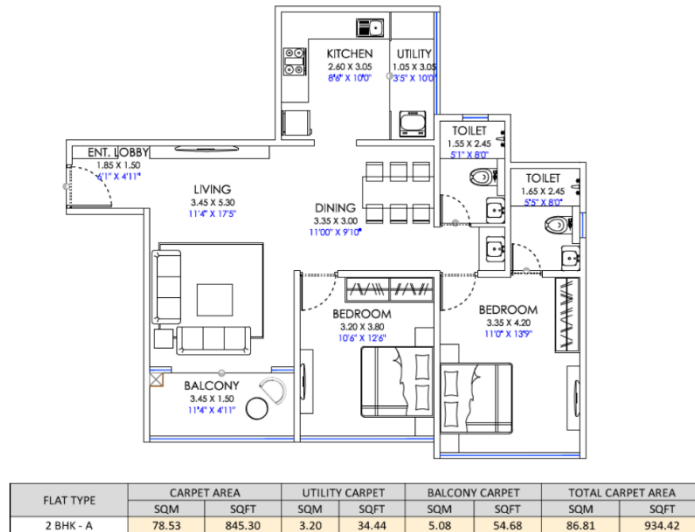 KITCHEN
2.60 X 3.05
8'6" X 10'0"
UTILITY
1.05 X 3.05
3'5" X 10'0"
TOILET
1.55 X 2.45
5'1" X 8'0"
ENT. LOBBY
1.85 X 1.50
6'1" X 4'11"
TOILET
1.65 X 2.45
5'5" X 8'0"
LIVING
3.45 X 5.30
11'4" X 17'5"
DINING
3.35 X 3.00
11'00" X 9'10"
BEDROOM
3.20 X 3.80
10'6" X 12'6"
BEDROOM
3.35 X 4.20
11'0" X 13'9"
BALCONY
3.45 X 1.50
11'4" X 4'11"
FLAT TYPE CARPET AREA UTILITY CARPET BALCONY CARPET TOTAL CARPET AREA
SQM SQFT SQM SQFT SQM SQFT SQM SQFT
2 BHK - A 78.53 845.30 3.20 34.44 5.08 54.68 86.81 934.42